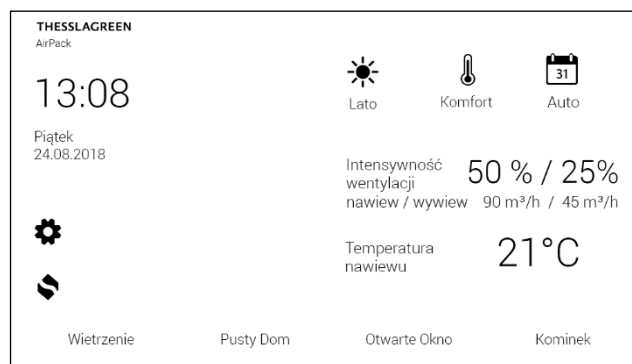 THESSLAGREEN
AirPack
13:08
Piątek
24.08.2018
31
Lato
Komfort
Auto
Intensywność
wentylacji
nawiew / wywiew
50 % / 25%
90 m³/h / 45 m³/h
Temperatura
nawiewu
21°C
Wietrzenie
Pusty Dom
Otwarte Okno
Kominek